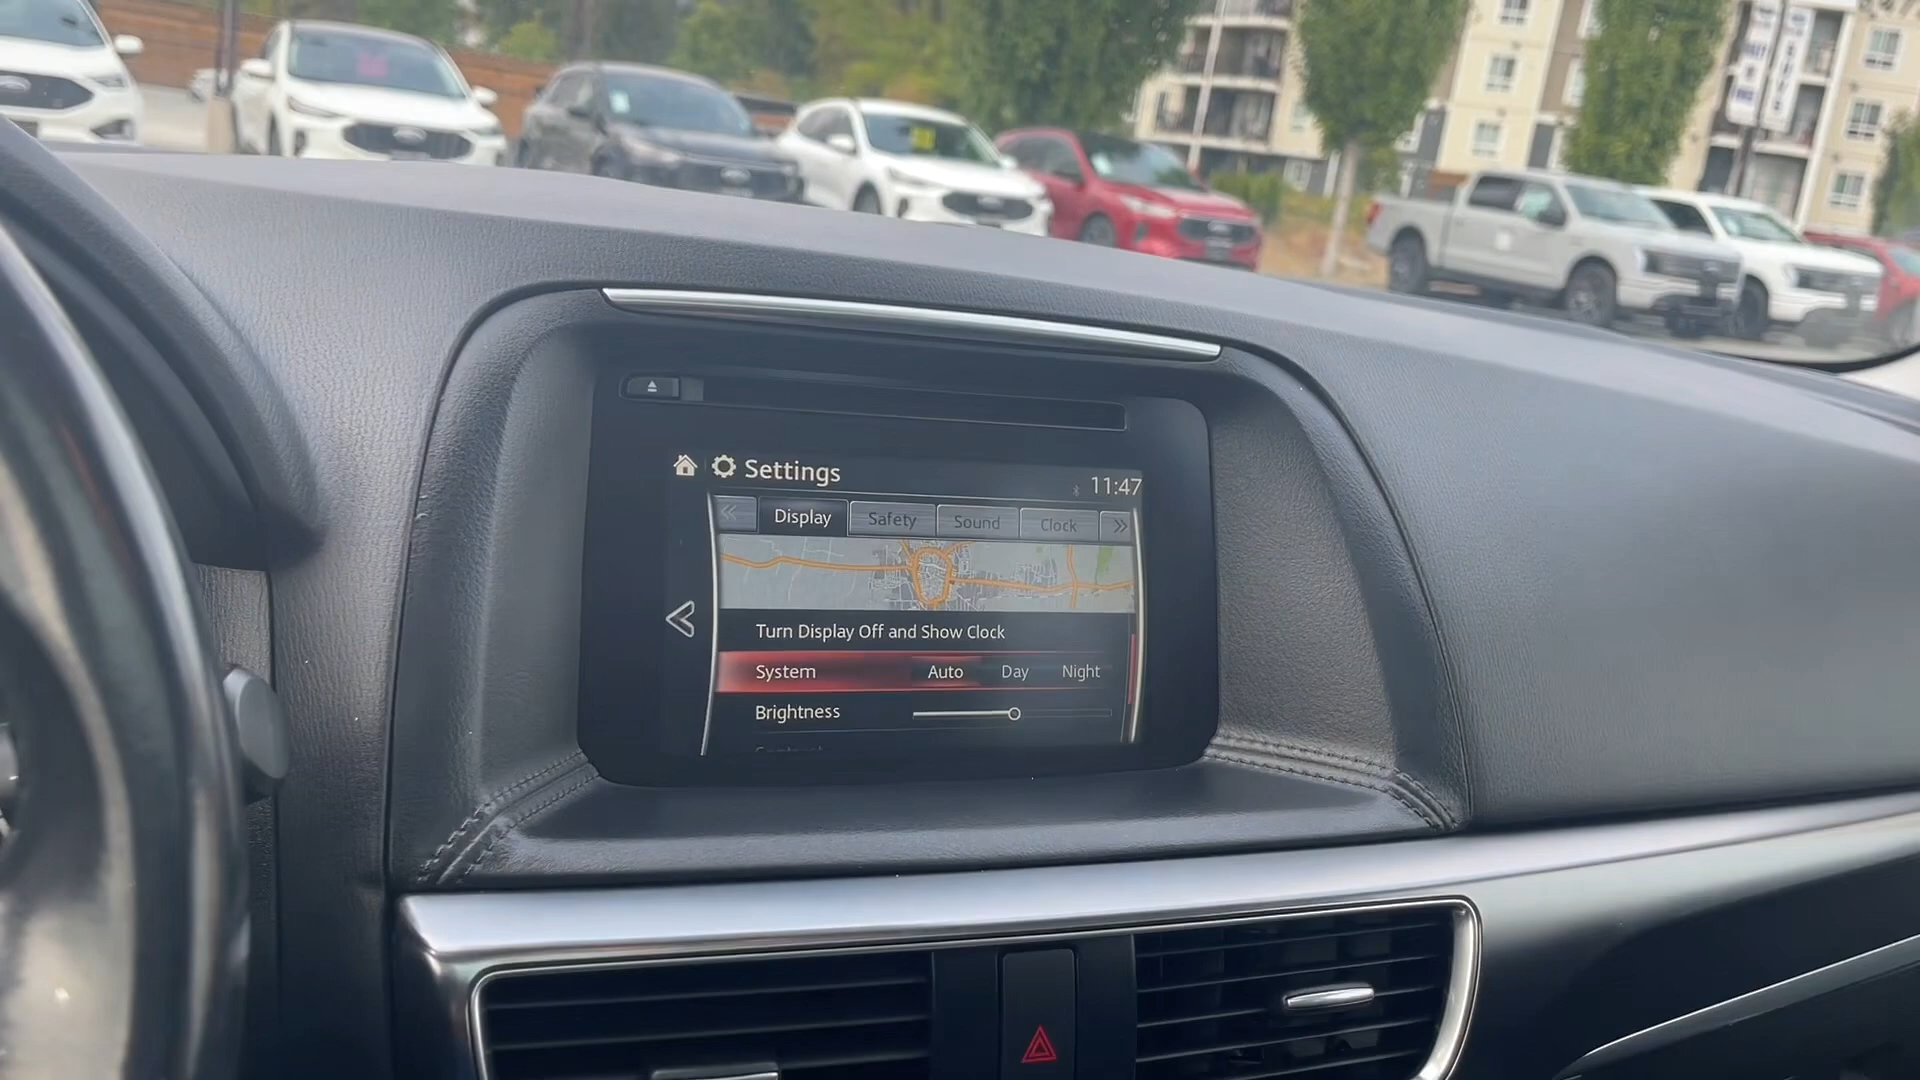 Settings
11:47
Display Safety Sound Clock
Turn Display Off and Show Clock
System Auto Day Night
Brightness